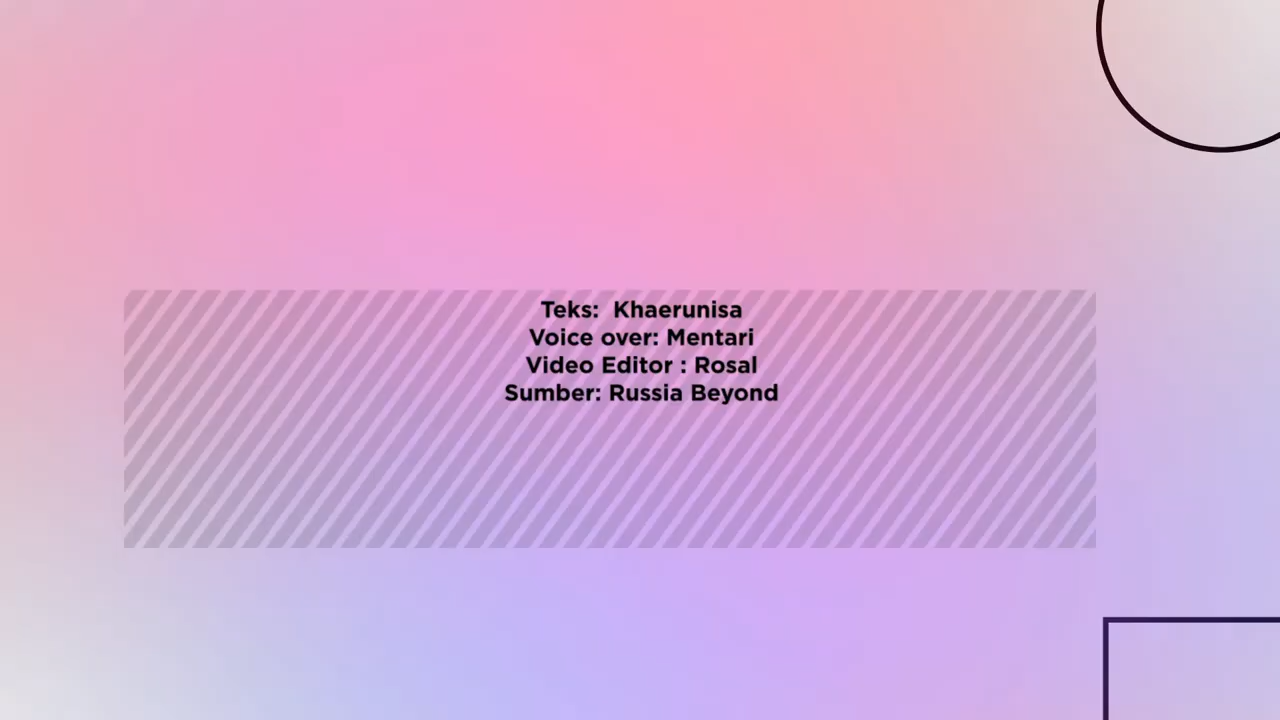 Teks:  Khaerunisa
Voice over: Mentari
Video Editor : Rosal
Sumber: Russia Beyond